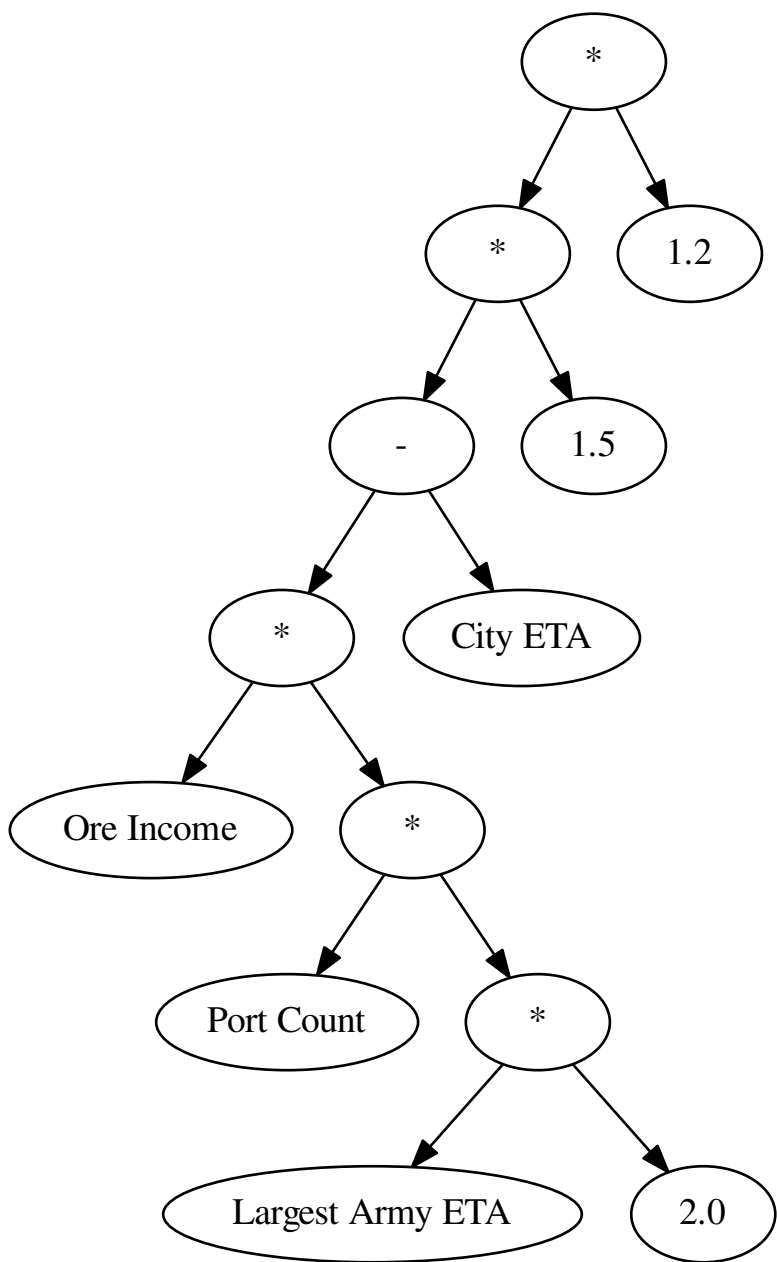 *
*
1.2
-
1.5
*
City ETA
Ore Income
*
Port Count
*
Largest Army ETA
2.0